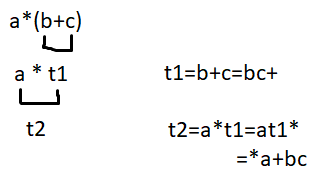 a*(b+c)
a * t1
t1=b+c=bc+
t2
t2=a*t1=at1*
=*a+bc